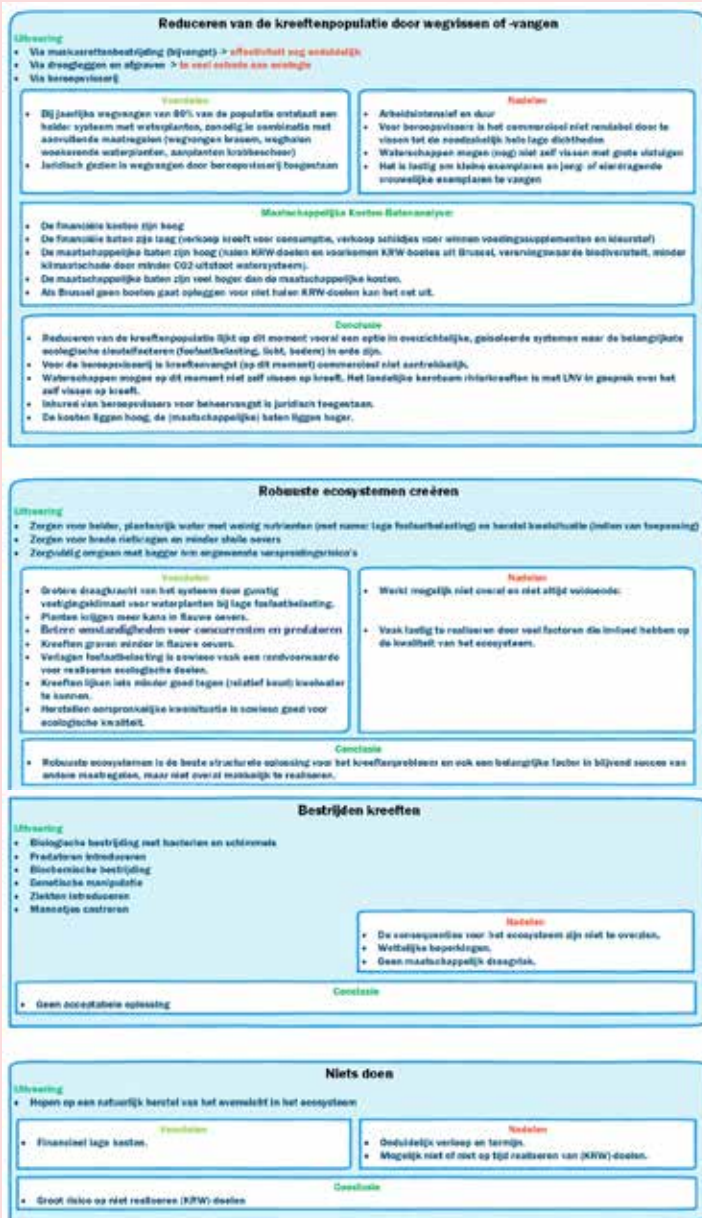 Reduceren van de kreeftenpopulatie door wegvissen of -vangen
Uitvoering
• Via muskusrattenbestrijding (bijvangst) -> effectiviteit nog onduidelijk
• Via droogleggen en afgraven -> te veel schade aan ecologie
• Via beroepsvisserij
Voordelen
• Bij jaarlijks wegvangen van 80% van de populatie ontstaat een
helder systeem met waterplanten, zonodig in combinatie met
aanvullende maatregelen (wegvangen brasem, weghalen
woekerende waterplanten, aanplanten krabbescheer)
• Juridisch gezien is wegvangen door beroepsvisserij toegestaan
Nadelen
• Arbeidsintensief en duur
• Voor beroepsvissers is het commercieel niet rendabel door te
vissen tot de noodzakelijk hele lage dichtheden
• Waterschappen mogen (nog) niet zelf vissen met grote vistuigen
• Het is lastig om kleine exemplaren en jong- of eierdragende
vrouwelijke exemplaren te vangen
Maatschappelijke Kosten Batenanalyse:
• De financiële kosten zijn hoog
• De financiële baten zijn laag (verkoop kreeft voor consumptie, verkoop schildjes voor winnen voedingssupplementen en kleurstof)
• De maatschappelijke baten zijn hoog (halen KRW-doelen en voorkomen KRW-boetes uit Brussel, verervingswaarde biodiversiteit, minder
klimaatschade door minder CO2-uitstoot watersysteem).
• De maatschappelijke baten zijn veel hoger dan de maatschappelijke kosten.
• Als Brussel geen boetes gaat opleggen voor niet halen KRW-doelen kan het net uit.
Conclusie
• Reduceren van de kreeftenpopulatie lijkt op dit moment vooral een optie in overzichtelijke, geïsoleerde systemen waar de belangrijkste
ecologische sleutelfactoren (fosfaatbelasting, licht, bodem) in orde zijn.
• Voor de beroepsvisserij is kreeftenvangst (op dit moment) commercieel niet aantrekkelijk.
• Waterschappen mogen op dit moment niet zelf vissen op kreeft. Het landelijke kernteam rivierkreeften is met LNV in gesprek over het
zelf vissen op kreeft.
• Inhuren van beroepsvissers voor beheervangst is juridisch toegestaan.
• De kosten liggen hoog, de (maatschappelijke) baten liggen hoger.
Robuuste ecosystemen creëren
Uitvoering
• Zorgen voor helder, plantenrijk water met weinig nutriënten (met name: lage fosfaatbelasting) en herstel kwelsituatie (indien van toepassing)
• Zorgen voor brede rietkragen en minder steile oevers
• Zorgvuldig omgaan met bagger ivm ongewenste verspreidingsrisico's
Voordelen
• Grotere draagkracht van het systeem door gunstig
vestigingsklimaat voor waterplanten bij lage fosfaatbelasting.
• Planten krijgen meer kans in flauwe oevers.
• Betere omstandigheden voor concurrenten en predatoren
• Kreeften graven minder in flauwe oevers.
• Verlagen fosfaatbelasting is sowieso vaak een randvoorwaarde
voor realiseren ecologische doelen.
• Kreeften lijken iets minder goed tegen (relatief koud) kwelwater
te kunnen.
• Herstellen oorspronkelijke kwelsituatie is sowieso goed voor
ecologische kwaliteit.
Nadelen
• Werkt mogelijk niet overal en niet altijd voldoende.
• Vaak lastig te realiseren door veel factoren die invloed hebben op
de kwaliteit van het ecosysteem.
Conclusie
• Robuuste ecosystemen is de beste structurele oplossing voor het kreeftenprobleem en ook een belangrijke factor in blijvend succes van
andere maatregelen, maar niet overal makkelijk te realiseren.
Bestrijden kreeften
Uitvoering
• Biologische bestrijding met bacteriën en schimmels
• Predatoren introduceren
• Biochemische bestrijding
• Genetische manipulatie
• Ziekten introduceren
• Mannetjes castreren
Nadelen
• De consequenties voor het ecosysteem zijn niet te overzien.
• Wettelijke beperkingen.
• Geen maatschappelijk draagvlak.
Conclusie
• Geen acceptabele oplossing
Niets doen
Uitvoering
• Hopen op een natuurlijk herstel van het evenwicht in het ecosysteem
Voordelen
• Financieel lage kosten.
Nadelen
• Onduidelijk verloop en termijn.
• Mogelijk niet of niet op tijd realiseren van (KRW)-doelen.
Conclusie
• Groot risico op niet realiseren (KRW) doelen